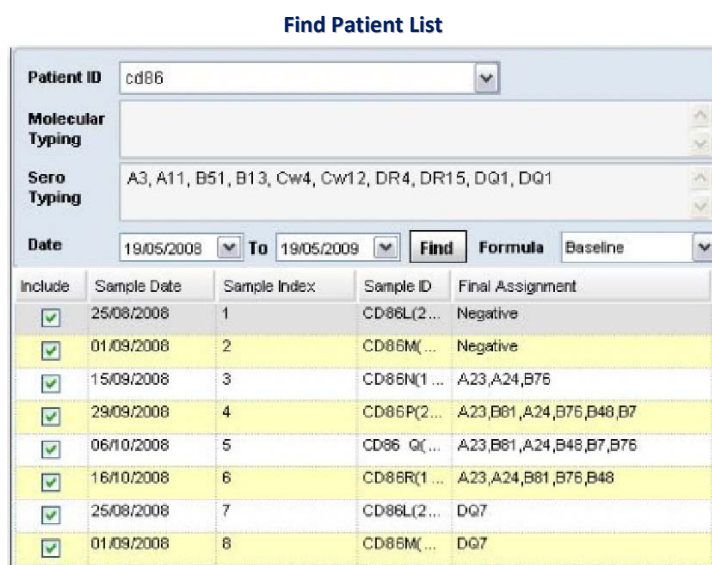 Find Patient List
Patient ID cd86
Molecular Typing
Sero Typing A3, A11, B51, B13, Cw4, Cw12, DR4, DR15, DQ1, DQ1
Date 19/05/2008 To 19/05/2009 Find Formula Baseline
Include Sample Date Sample Index Sample ID Final Assignment
25/08/2008 1 CD86L(2... Negative
01/09/2008 2 CD86M(... Negative
15/09/2008 3 CD86N(1... A23,A24,B76
29/09/2008 4 CD86P(2... A23,B81,A24,B76,B48,B7
06/10/2008 5 CD86 Q(... A23,B81,A24,B48,B7,B76
16/10/2008 6 CD86R(1... A23,A24,B81,B76,B48
25/08/2008 7 CD86L(2... DQ7
01/09/2008 8 CD86M(... DQ7